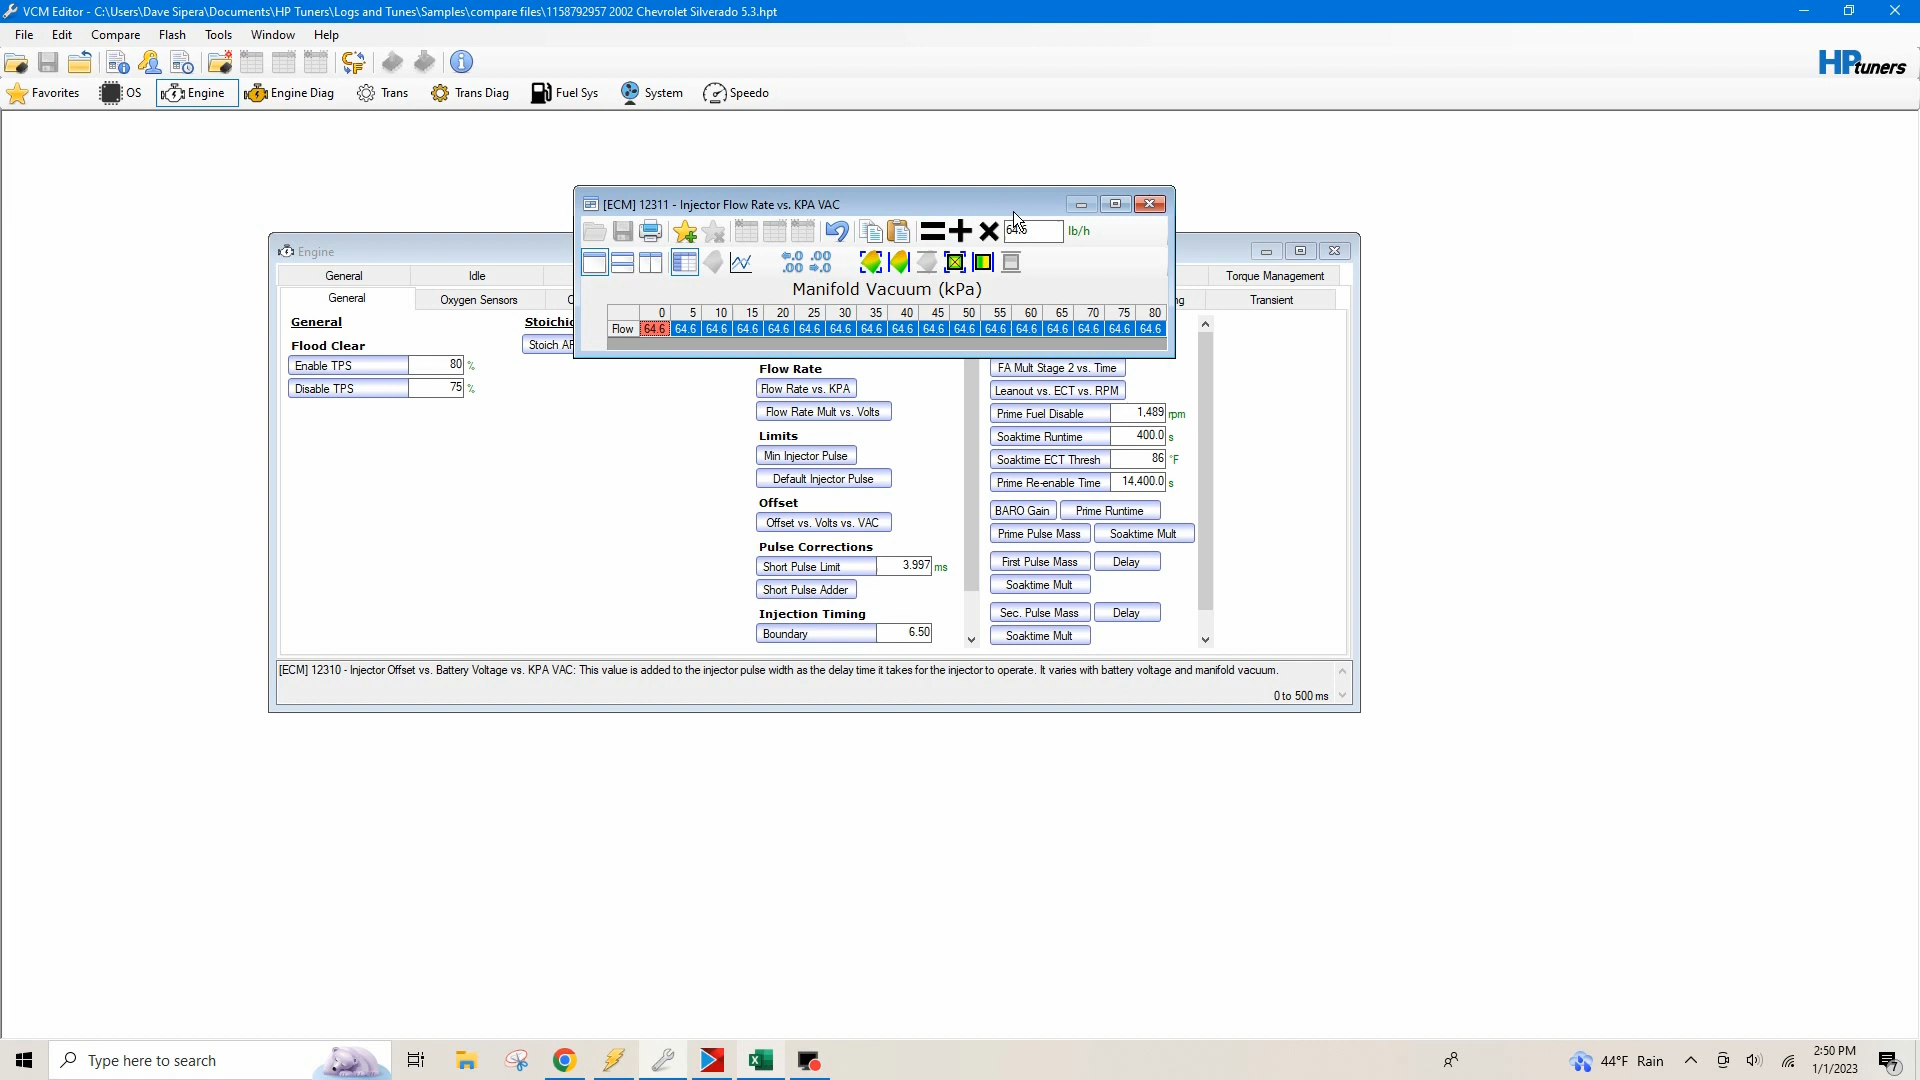 VCM Editor - C:\Users\Dave Sipera\Documents\HP Tuners\Logs and Tunes\Samples\compare files\1158792957 2002 Chevrolet Silverado 5.3.hpt
File Edit Compare Flash Tools Window Help
HPtuners
Favorites OS Engine Engine Diag Trans Trans Diag Fuel Sys System Speedo
[ECM] 12311 - Injector Flow Rate vs. KPA VAC
lb/h
Manifold Vacuum (kPa)
0 5 10 15 20 25 30 35 40 45 50 55 60 65 70 75 80
Flow 64.6 64.6 64.6 64.6 64.6 64.6 64.6 64.6 64.6 64.6 64.6 64.6 64.6 64.6 64.6 64.6 64.6
Engine
General Idle Torque Management
General Oxygen Sensors Transient
General
Flood Clear
Enable TPS 80 %
Disable TPS 75 %
Flow Rate
Flow Rate vs. KPA
Flow Rate Mult vs. Volts
Limits
Min Injector Pulse
Default Injector Pulse
Offset
Offset vs. Volts vs. VAC
Pulse Corrections
Short Pulse Limit 3.997 ms
Short Pulse Adder
Injection Timing
Boundary 6.50
FA Mult Stage 2 vs. Time
Leanout vs. ECT vs. RPM
Prime Fuel Disable 1,489 rpm
Soaktime Runtime 400.0 s
Soaktime ECT Thresh 86 °F
Prime Re-enable Time 14,400.0 s
BARO Gain Prime Runtime
Prime Pulse Mass Soaktime Mult
First Pulse Mass Delay
Soaktime Mult
Sec. Pulse Mass Delay
Soaktime Mult
[ECM] 12310 - Injector Offset vs. Battery Voltage vs. KPA VAC: This value is added to the injector pulse width as the delay time it takes for the injector to operate. It varies with battery voltage and manifold vacuum.
0 to 500 ms
Type here to search
44°F Rain
2:50 PM
1/1/2023
7